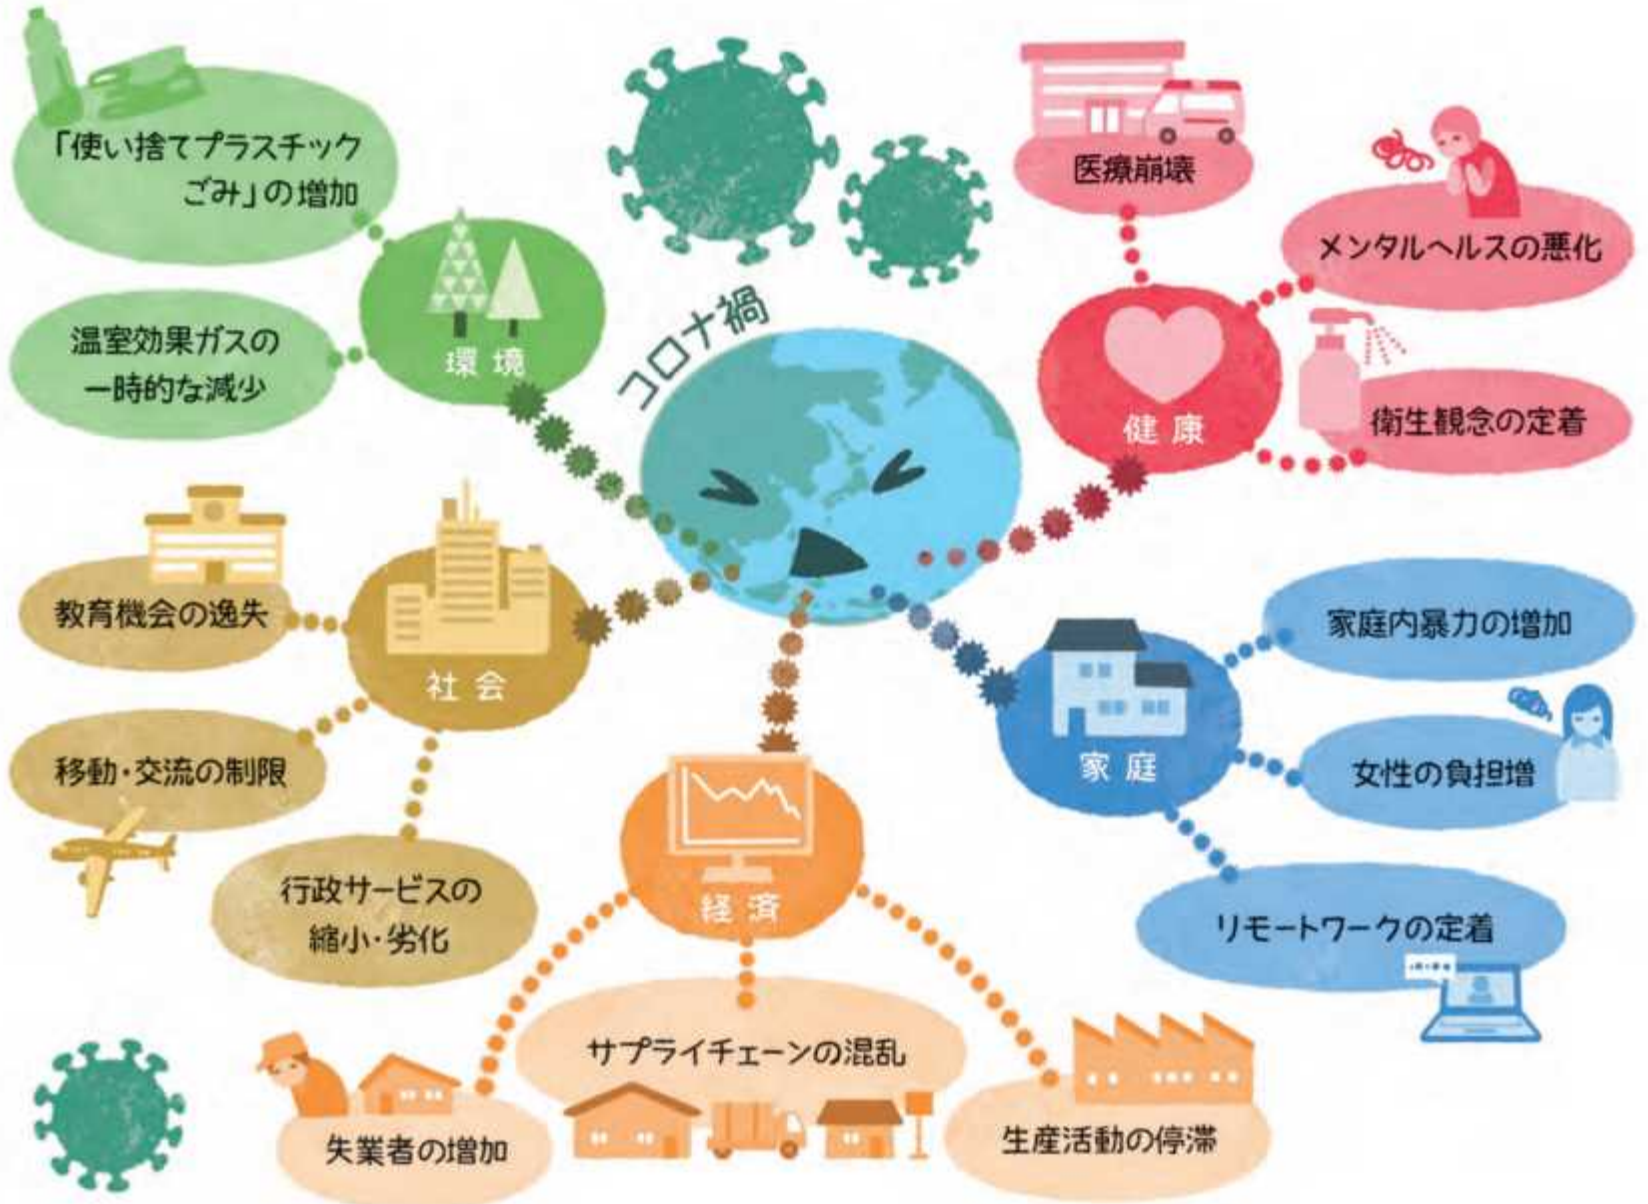 コロナ禍
環境
「使い捨てプラスチック
ごみ」の増加
温室効果ガスの
一時的な減少
健康
医療崩壊
メンタルヘルスの悪化
衛生観念の定着
社会
教育機会の逸失
移動・交流の制限
行政サービスの
縮小・劣化
家庭
家庭内暴力の増加
女性の負担増
リモートワークの定着
経済
失業者の増加
サプライチェーンの混乱
生産活動の停滞